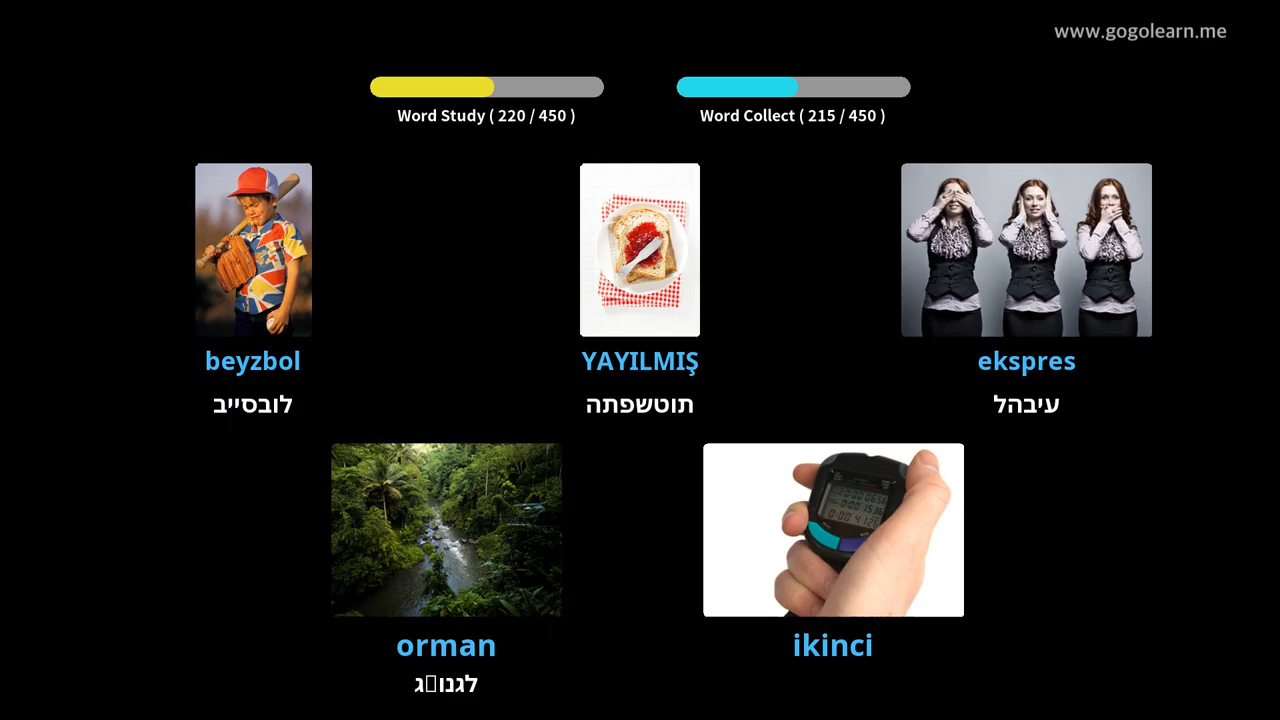 www.gogolearn.me
Word Study ( 220 / 450 )
Word Collect ( 215 / 450 )
beyzbol
לובסייב
YAYILMIŞ
תוטשפתה
ekspres
עיבהל
orman
לגנו□ג
ikinci